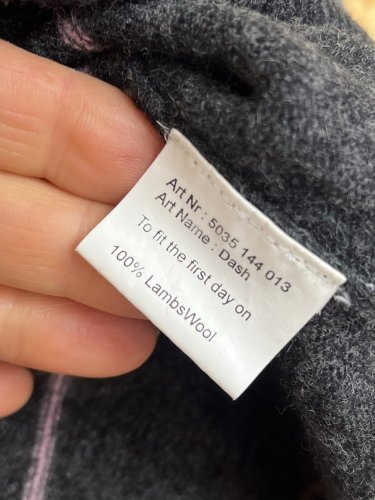 Art Nr : 5035 144 013
Art Name : Dash
To fit the first day on
100% LambsWool